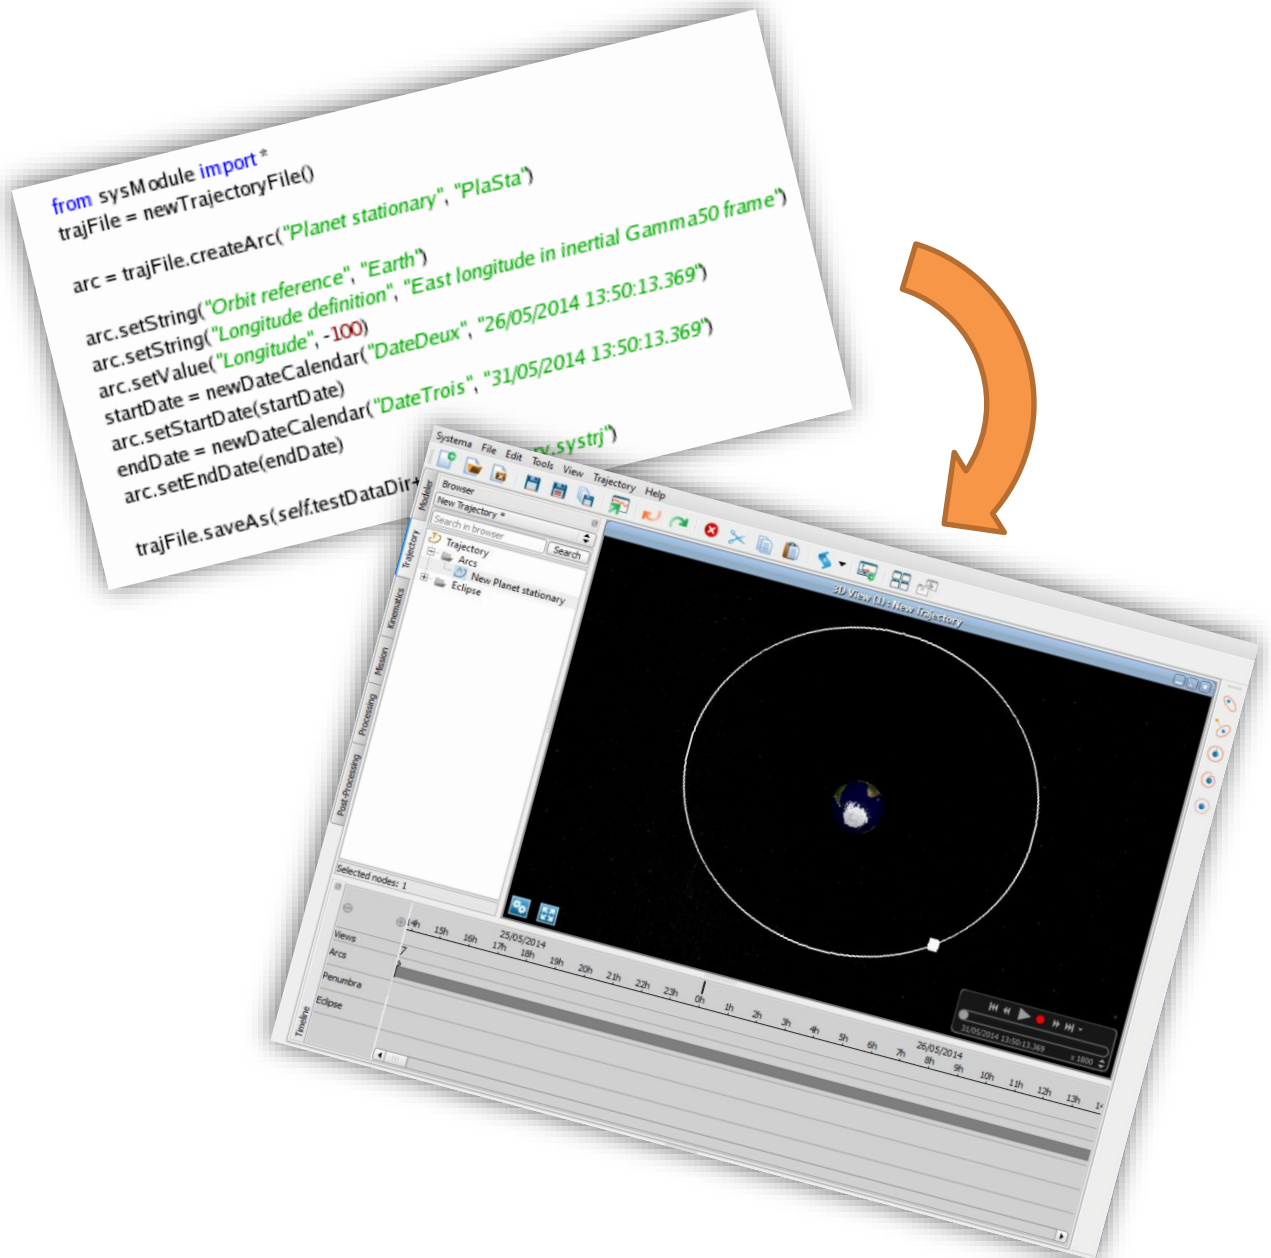 from sysModule import *
trajFile = newTrajectoryFile()
arc = trajFile.createArc("Planet stationary", "PlaSta")
arc.setString("Orbit reference", "Earth")
arc.setString("Longitude definition", "East longitude in inertial Gamma50 frame")
arc.setValue("Longitude", -100)
startDate = newDateCalendar("DateDeux", "26/05/2014 13:50:13.369")
arc.setStartDate(startDate)
endDate = newDateCalendar("DateTrois", "31/05/2014 13:50:13.369")
arc.setEndDate(endDate)
trajFile.saveAs(self.testDataDir+ ry.systrj")
Systema File Edit Tools View Trajectory Help
Browser
New Trajectory *
Search in browser Search
Trajectory
Arcs
New Planet stationary
Eclipse
Modeler
Trajectory
Kinematics
Mission
Processing
Post-Processing
Selected nodes: 1
3D View (1) : New Trajectory
31/05/2014 13:50:13.369 x 1800
Timeline
Views
Arcs
Penumbra
Eclipse
25/05/2014
26/05/2014
14h 15h 16h 17h 18h 19h 20h 21h 22h 23h 0h 1h 2h 3h 4h 5h 6h 7h 8h 9h 10h 11h 12h 13h